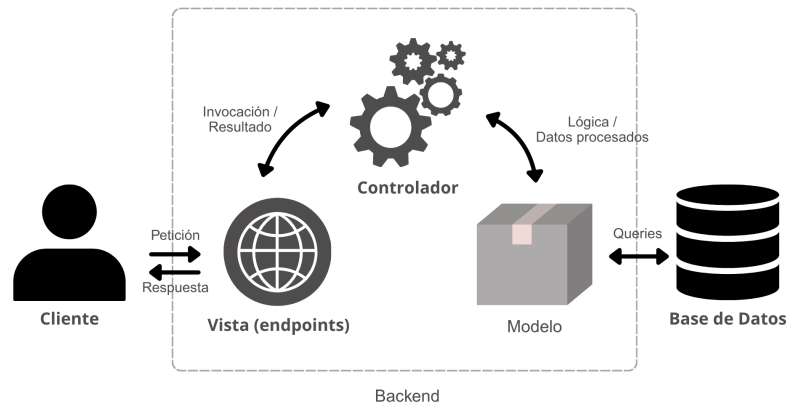 Invocación /
Resultado
Lógica /
Datos procesados
Controlador
Petición
Respuesta
Queries
Cliente
Vista (endpoints)
Modelo
Base de Datos
Backend